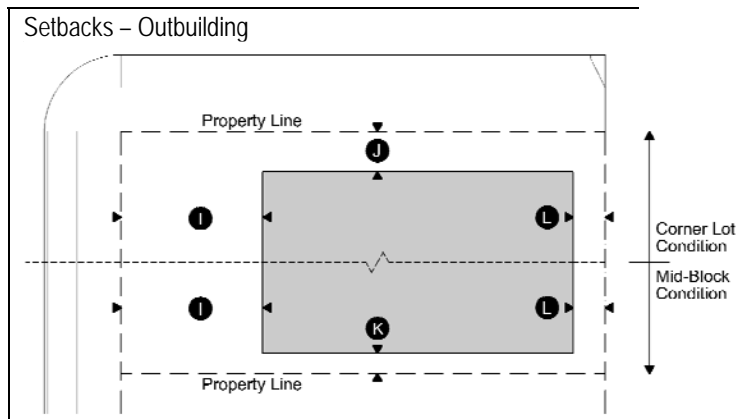 Setbacks – Outbuilding
Property Line
J
I
L
Corner Lot
Condition
Mid-Block
Condition
I
L
K
Property Line